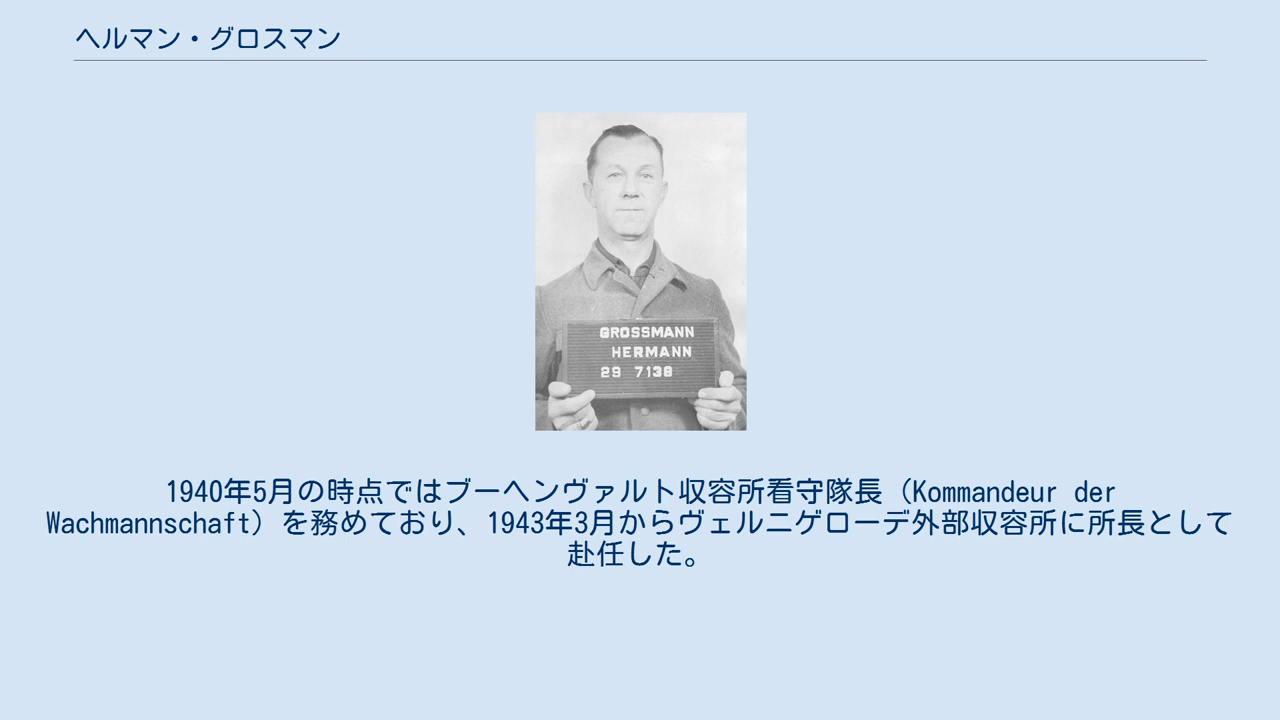 ヘルマン・グロスマン
GROSSMANN
HERMANN
29 7138
1940年5月の時点ではブーヘンヴァルト収容所看守隊長（Kommandeur der
Wachmannschaft）を務めており、1943年3月からヴェルニゲローデ外部収容所に所長として
赴任した。